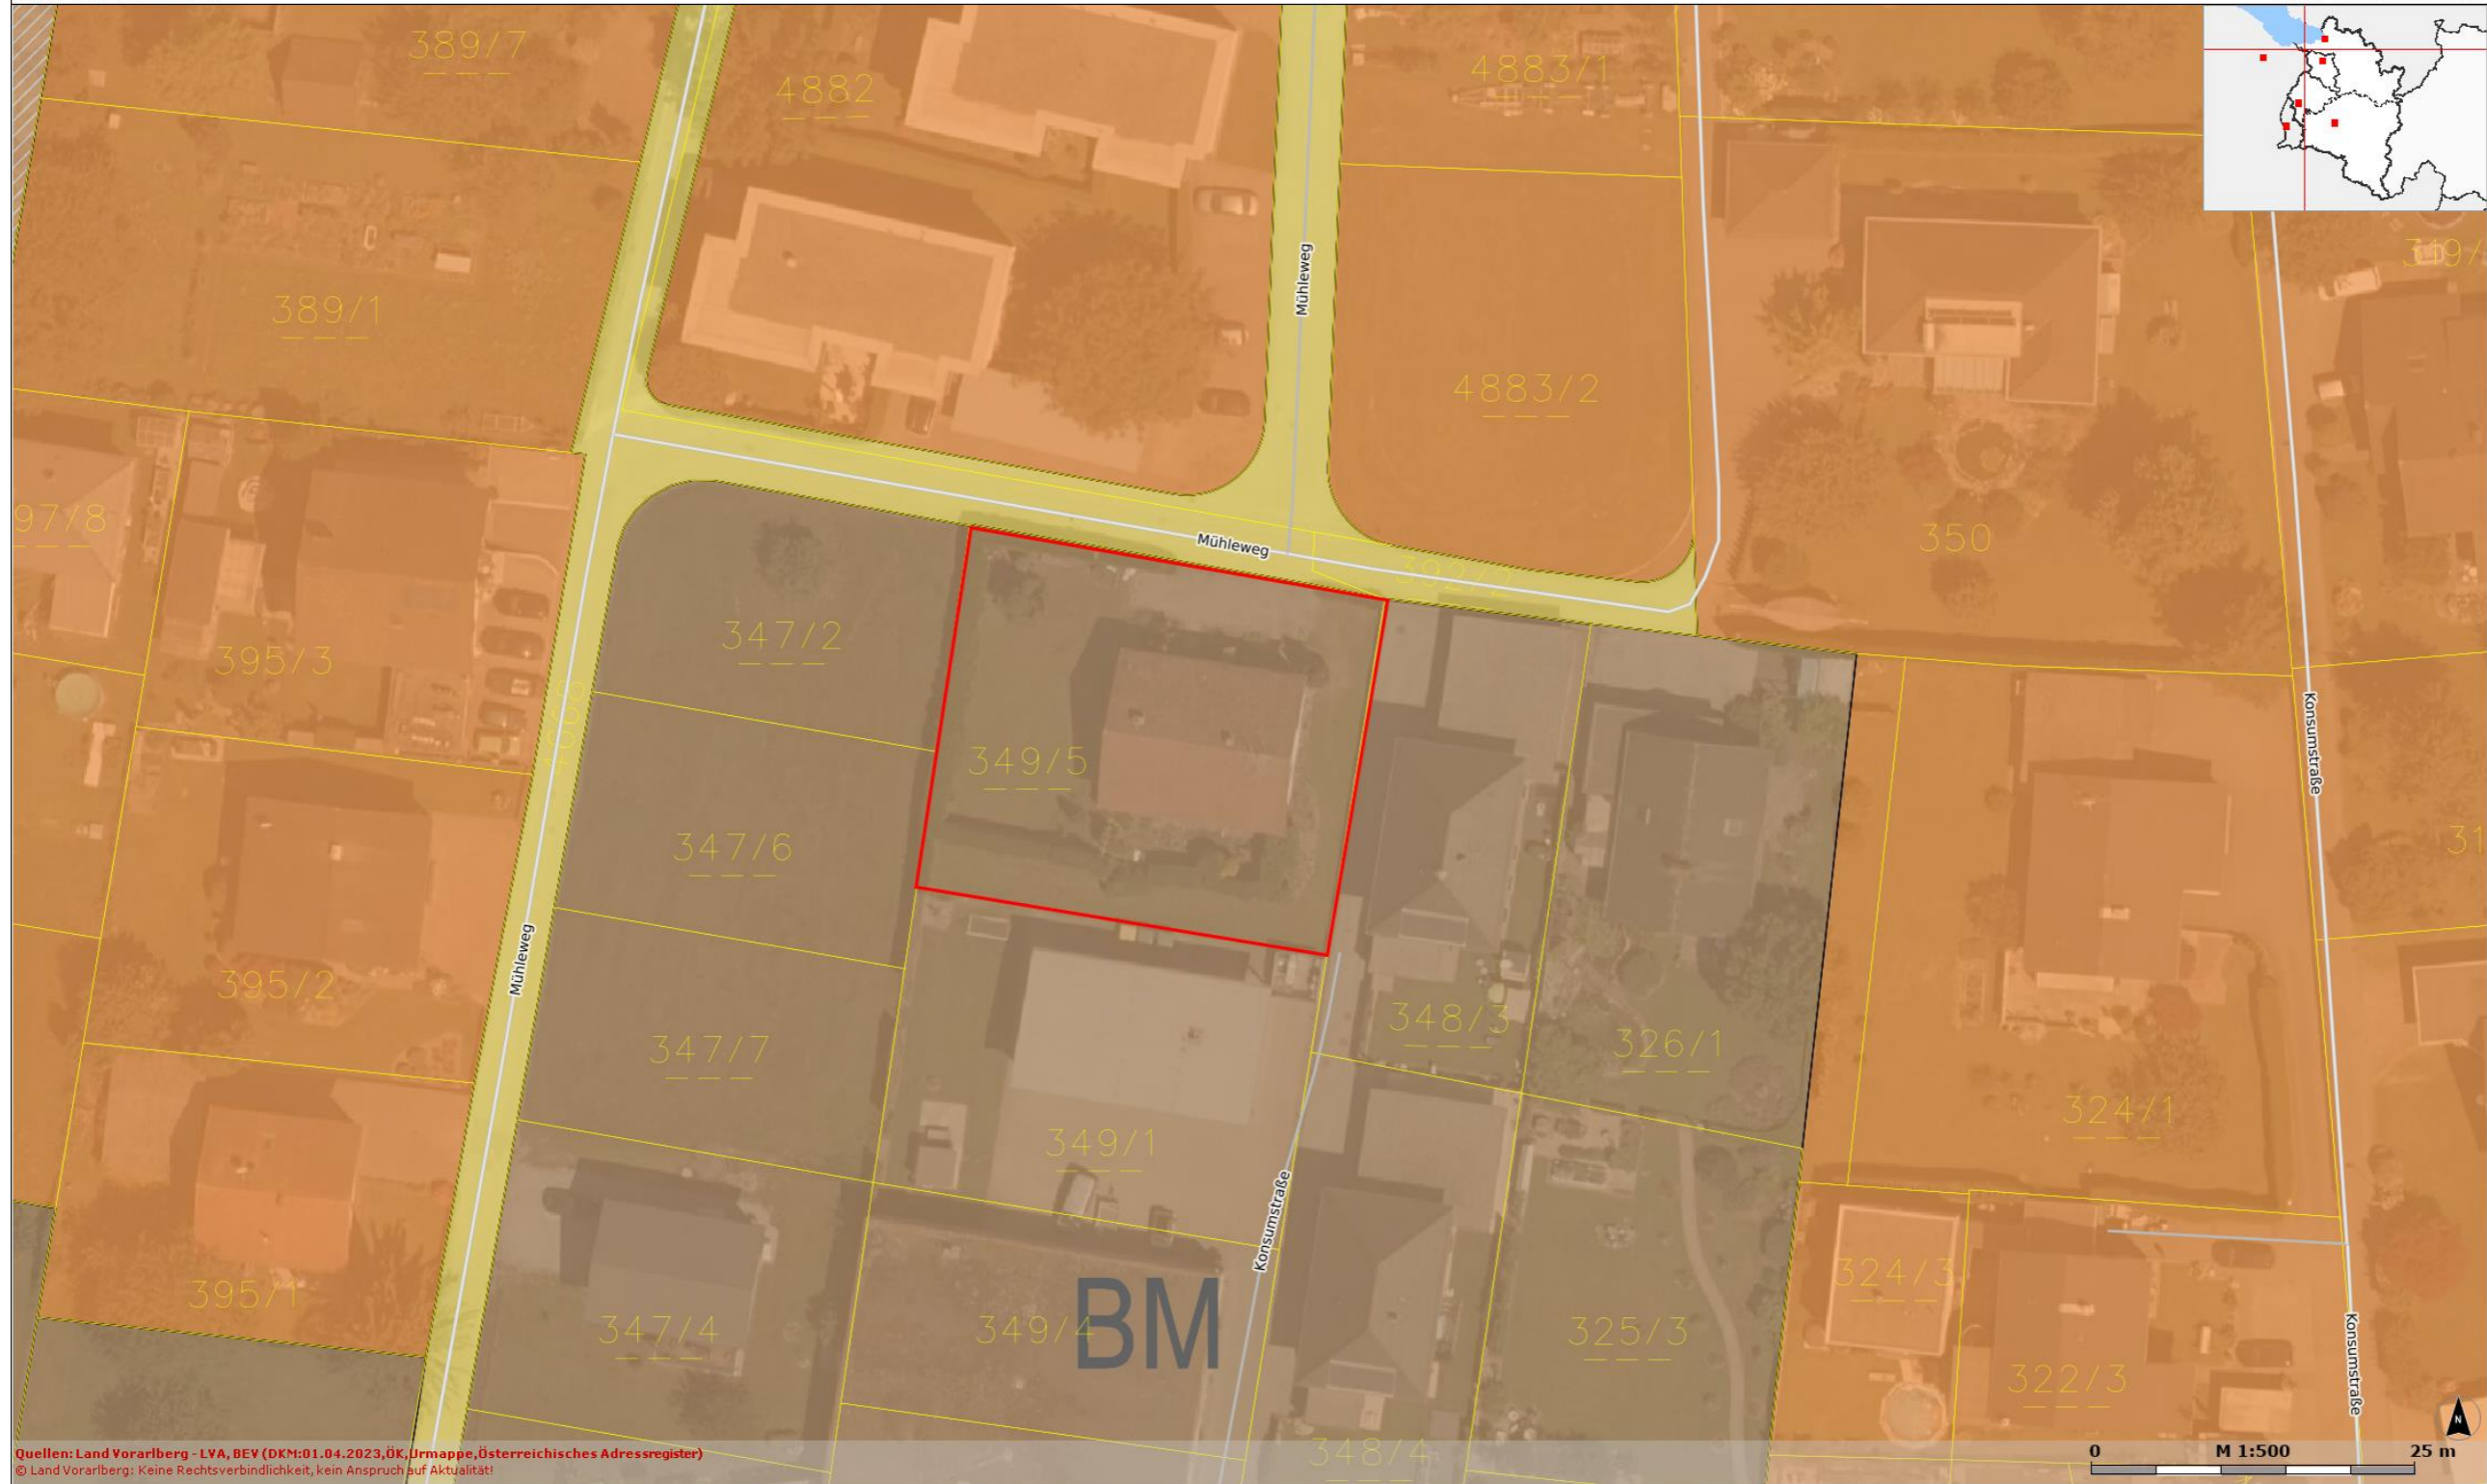 389/7
4882
4883/1
389/1
Mühleweg
4883/2
319/
97/8
350
Mühleweg
392/2
347/2
395/3
349/5
Konsumstraße
347/6
31
Mühleweg
395/2
348/3
326/1
347/7
349/1
324/1
Konsumstraße
395/1
347/4
349/4
BM
325/3
324/3
322/3
Konsumstraße
348/4
N
Quellen: Land Vorarlberg - LVA, BEV (DKM:01.04.2023,ÖK,Urmappe,Österreichisches Adressregister)
© Land Vorarlberg: Keine Rechtsverbindlichkeit, kein Anspruch auf Aktualität!
0 M 1:500 25 m